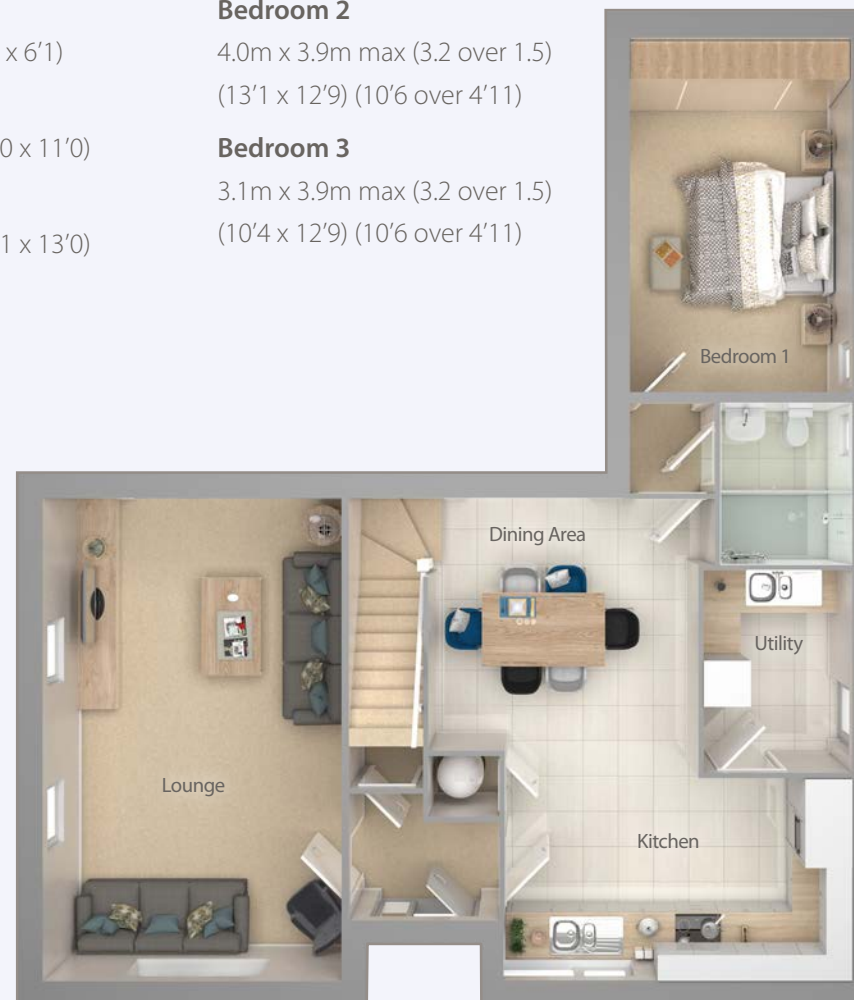 x 6’1)
0 x 11’0)
1 x 13’0)
Bedroom 2
4.0m x 3.9m max (3.2 over 1.5)
(13’1 x 12’9) (10’6 over 4’11)
Bedroom 3
3.1m x 3.9m max (3.2 over 1.5)
(10’4 x 12’9) (10’6 over 4’11)
Bedroom 1
Dining Area
Utility
Lounge
Kitchen